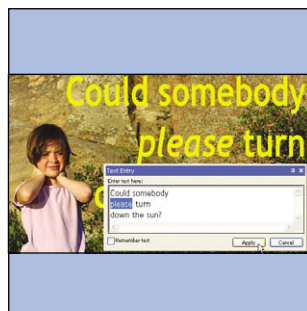 Could somebody
please turn
Text Entry
Enter text here:
Could somebody
please turn
down the sun?
Remember text
Apply
Cancel